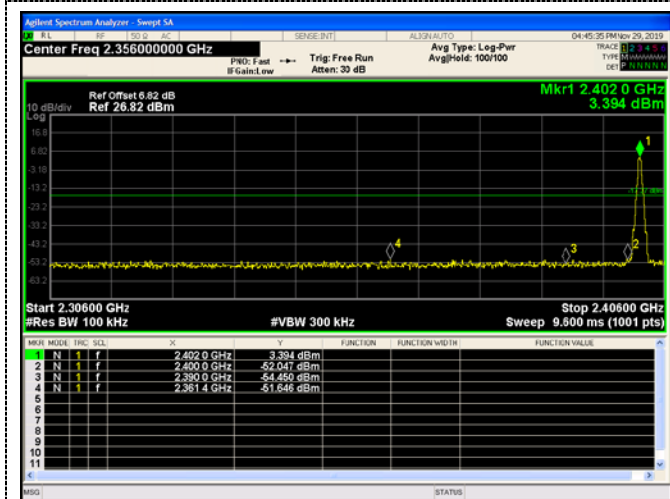 Agilent Spectrum Analyzer - Swept SA
RL RF 50 Ω AC SENSE:INT ALIGNAUTO 04:45:35 PM Nov 29, 2019
Center Freq 2.356000000 GHz
PNO: Fast
IFGain:Low
Trig: Free Run
Atten: 30 dB
Avg Type: Log-Pwr
Avg|Hold: 100/100
TRACE 1 2 3 4 5 6
TYPE M
DET P N N N N N
Mkr1 2.402 0 GHz
3.394 dBm
Ref Offset 6.82 dB
10 dB/div Ref 26.82 dBm
Log
16.8
6.82
-3.18
-13.2
-23.2
-33.2
-43.2
-53.2
-63.2
1
4
3
2
Start 2.30600 GHz Stop 2.40600 GHz
#Res BW 100 kHz #VBW 300 kHz Sweep 9.600 ms (1001 pts)
MKR MODE TRC SCL X Y FUNCTION FUNCTION WIDTH FUNCTION VALUE
1 N 1 f 2.402 0 GHz 3.394 dBm
2 N 1 f 2.400 0 GHz -52.047 dBm
3 N 1 f 2.390 0 GHz -54.450 dBm
4 N 1 f 2.361 4 GHz -51.646 dBm
5
6
7
8
9
10
11
MSG STATUS